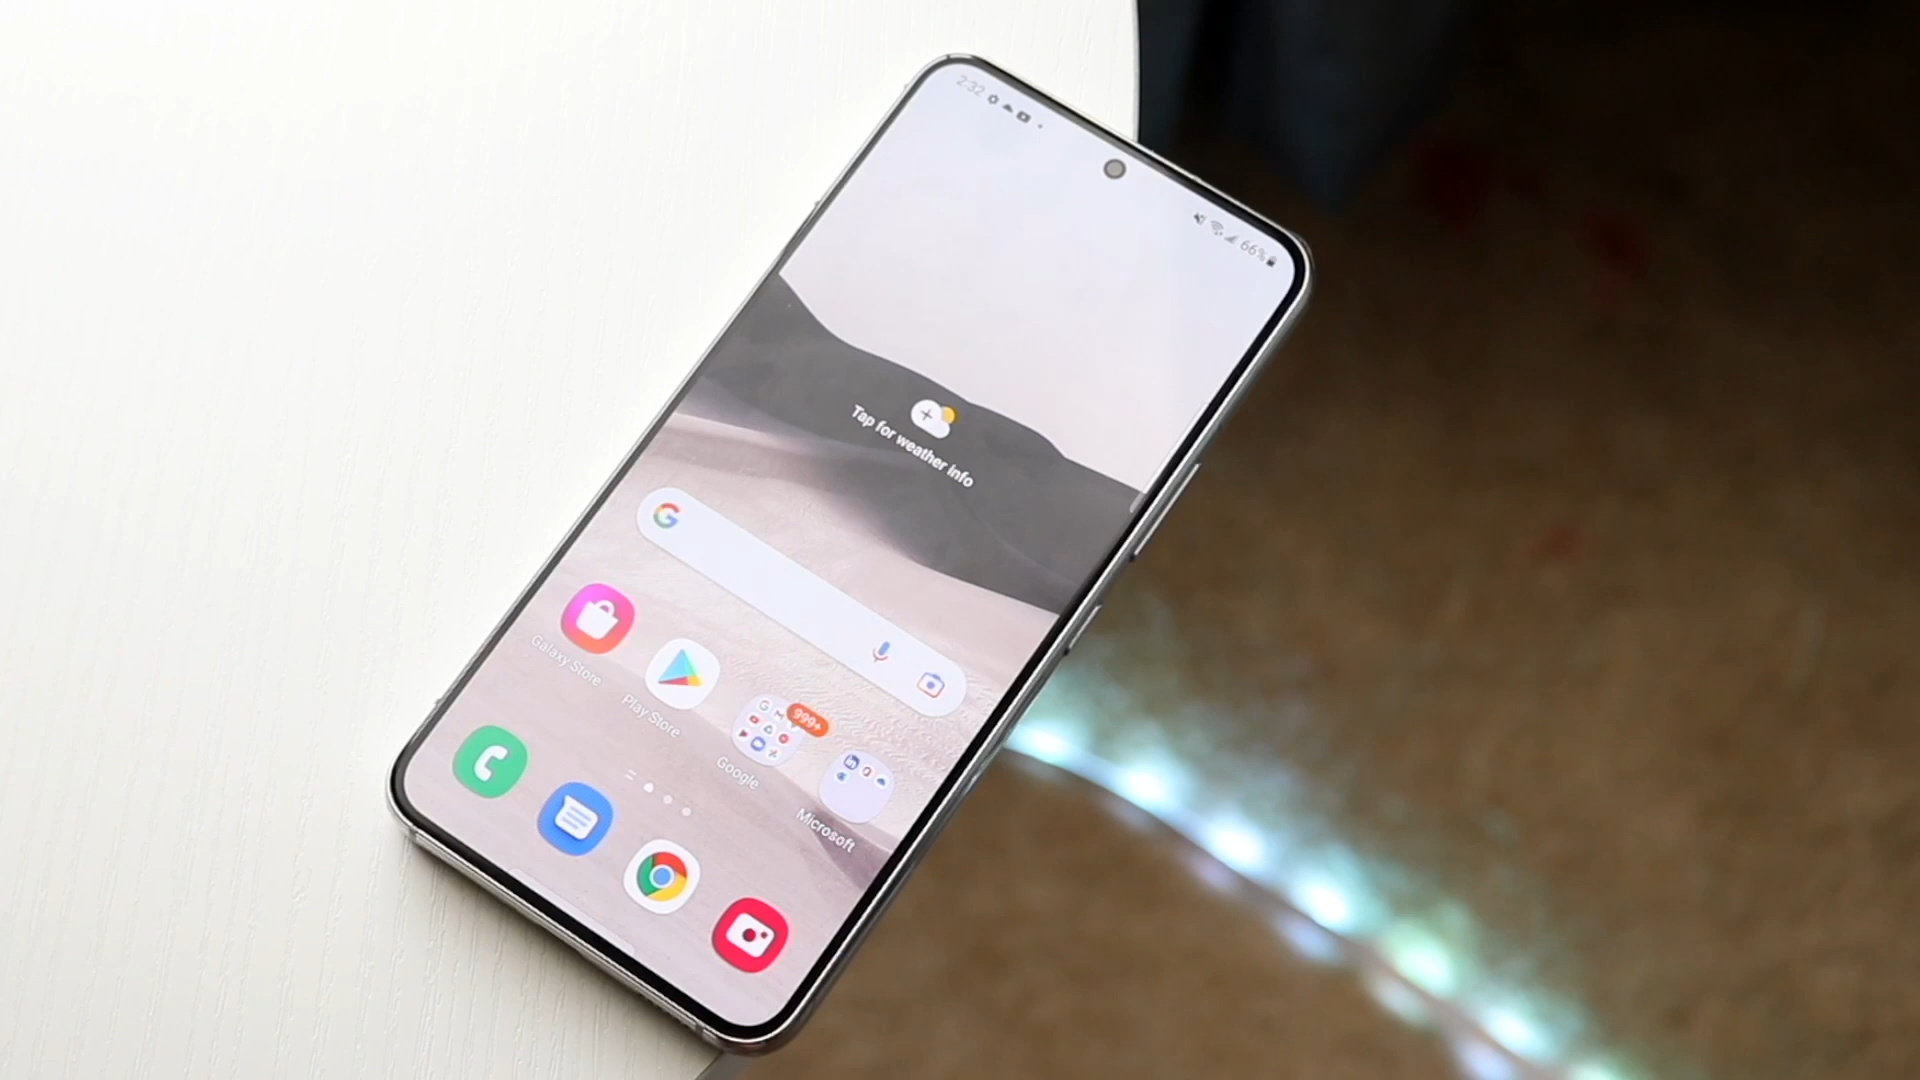 2:32
66%
Tap for weather info
G
Galaxy Store
Play Store
999+
Google
Microsoft